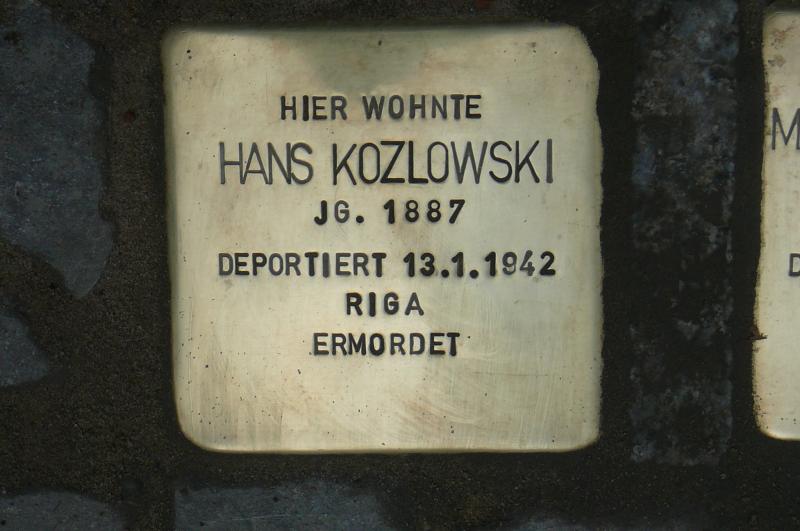 HIER WOHNTE
HANS KOZLOWSKI
JG. 1887
DEPORTIERT 13.1.1942
RIGA
ERMORDET